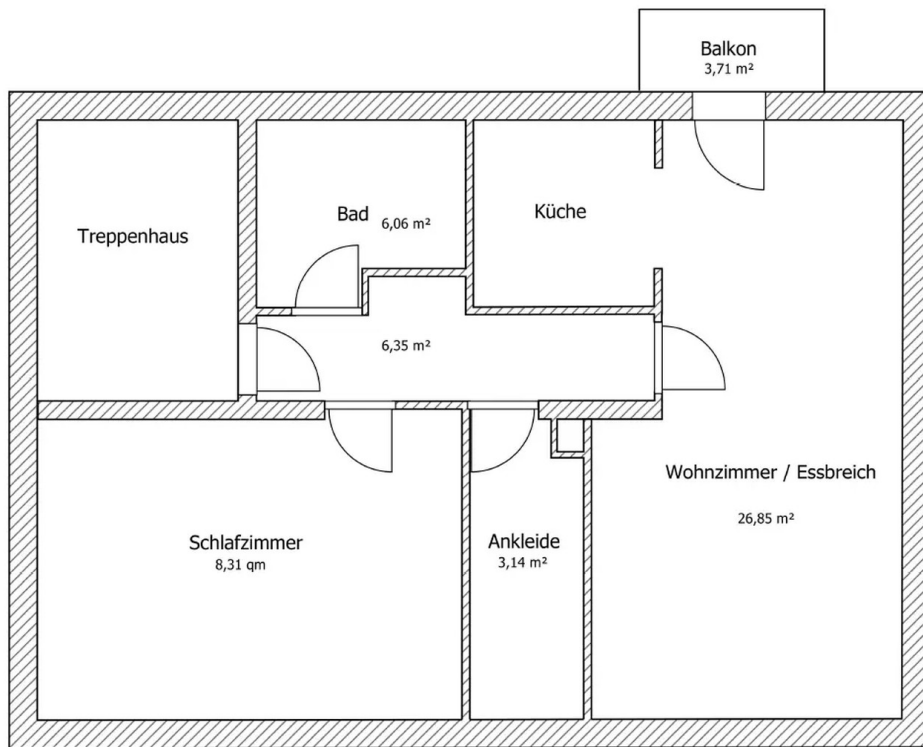 Balkon
3,71 m²
Treppenhaus
Bad 6,06 m²
Küche
6,35 m²
Wohnzimmer / Essbreich
26,85 m²
Schlafzimmer
8,31 qm
Ankleide
3,14 m²